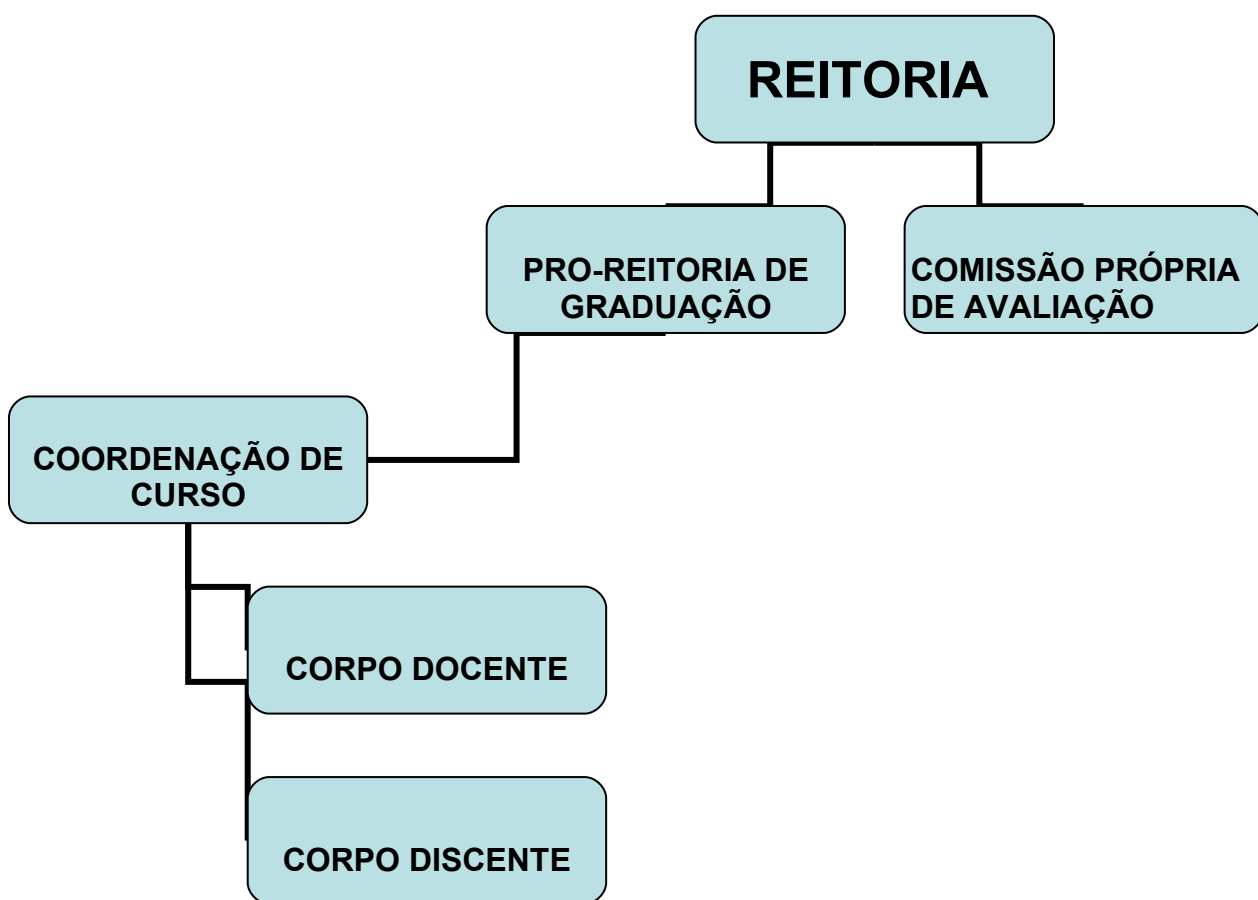 REITORIA
PRO-REITORIA DE
GRADUAÇÃO
COMISSÃO PRÓPRIA
DE AVALIAÇÃO
COORDENAÇÃO DE
CURSO
CORPO DOCENTE
CORPO DISCENTE